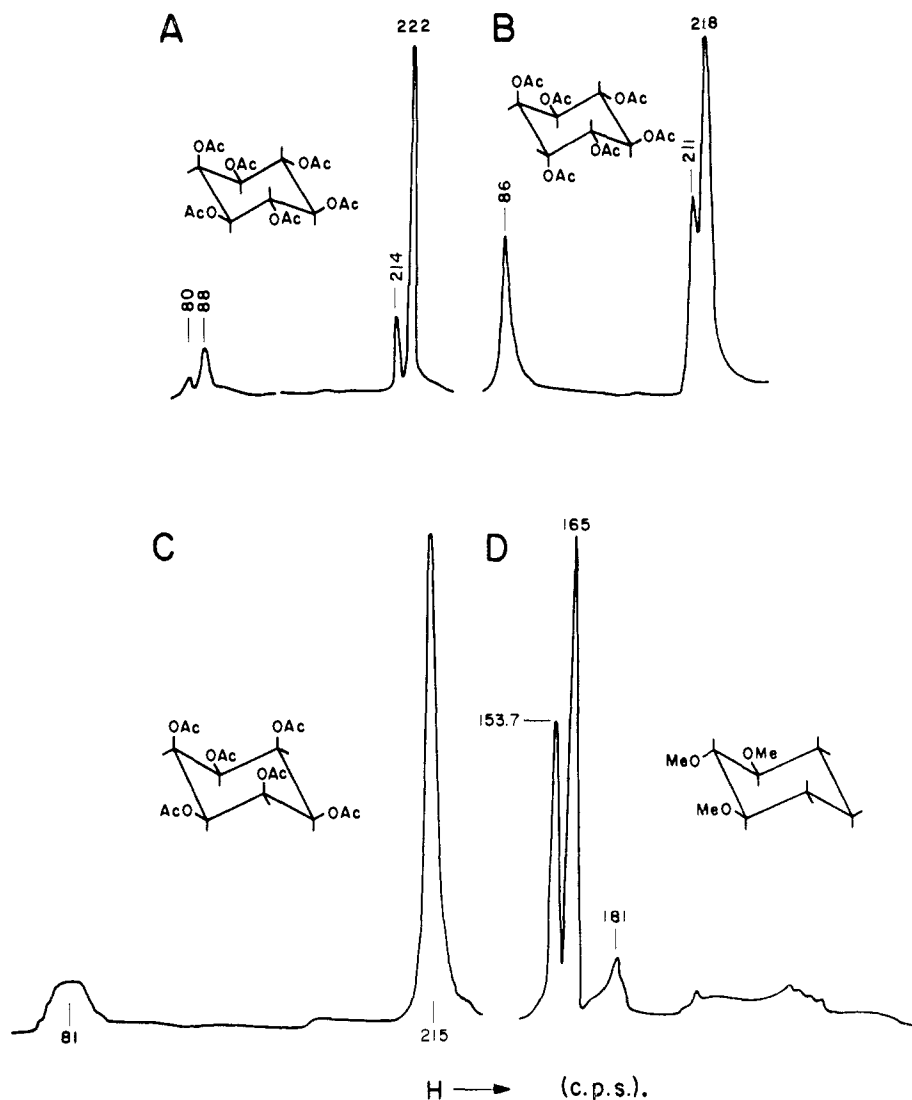 A
222
B
218
OAc
OAc
OAc
OAc
AcO
OAc
OAc
80
88
214
OAc
OAc
OAc
OAc
OAc
OAc
86
211
C
D
165
153.7
OAc
OAc
OAc
OAc
AcO
OAc
81
215
MeO
OMe
MeO
181
H → (c.p.s.).